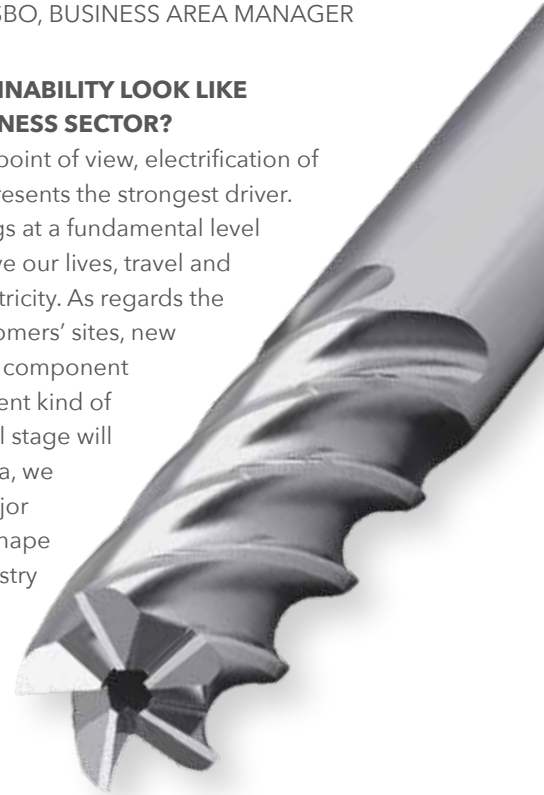 SBO, BUSINESS AREA MANAGER
INABILITY LOOK LIKE
NESS SECTOR?
point of view, electrification of
resents the strongest driver.
gs at a fundamental level
ve our lives, travel and
tricity. As regards the
omers’ sites, new
component
ent kind of
l stage will
a, we
jor
hape
stry